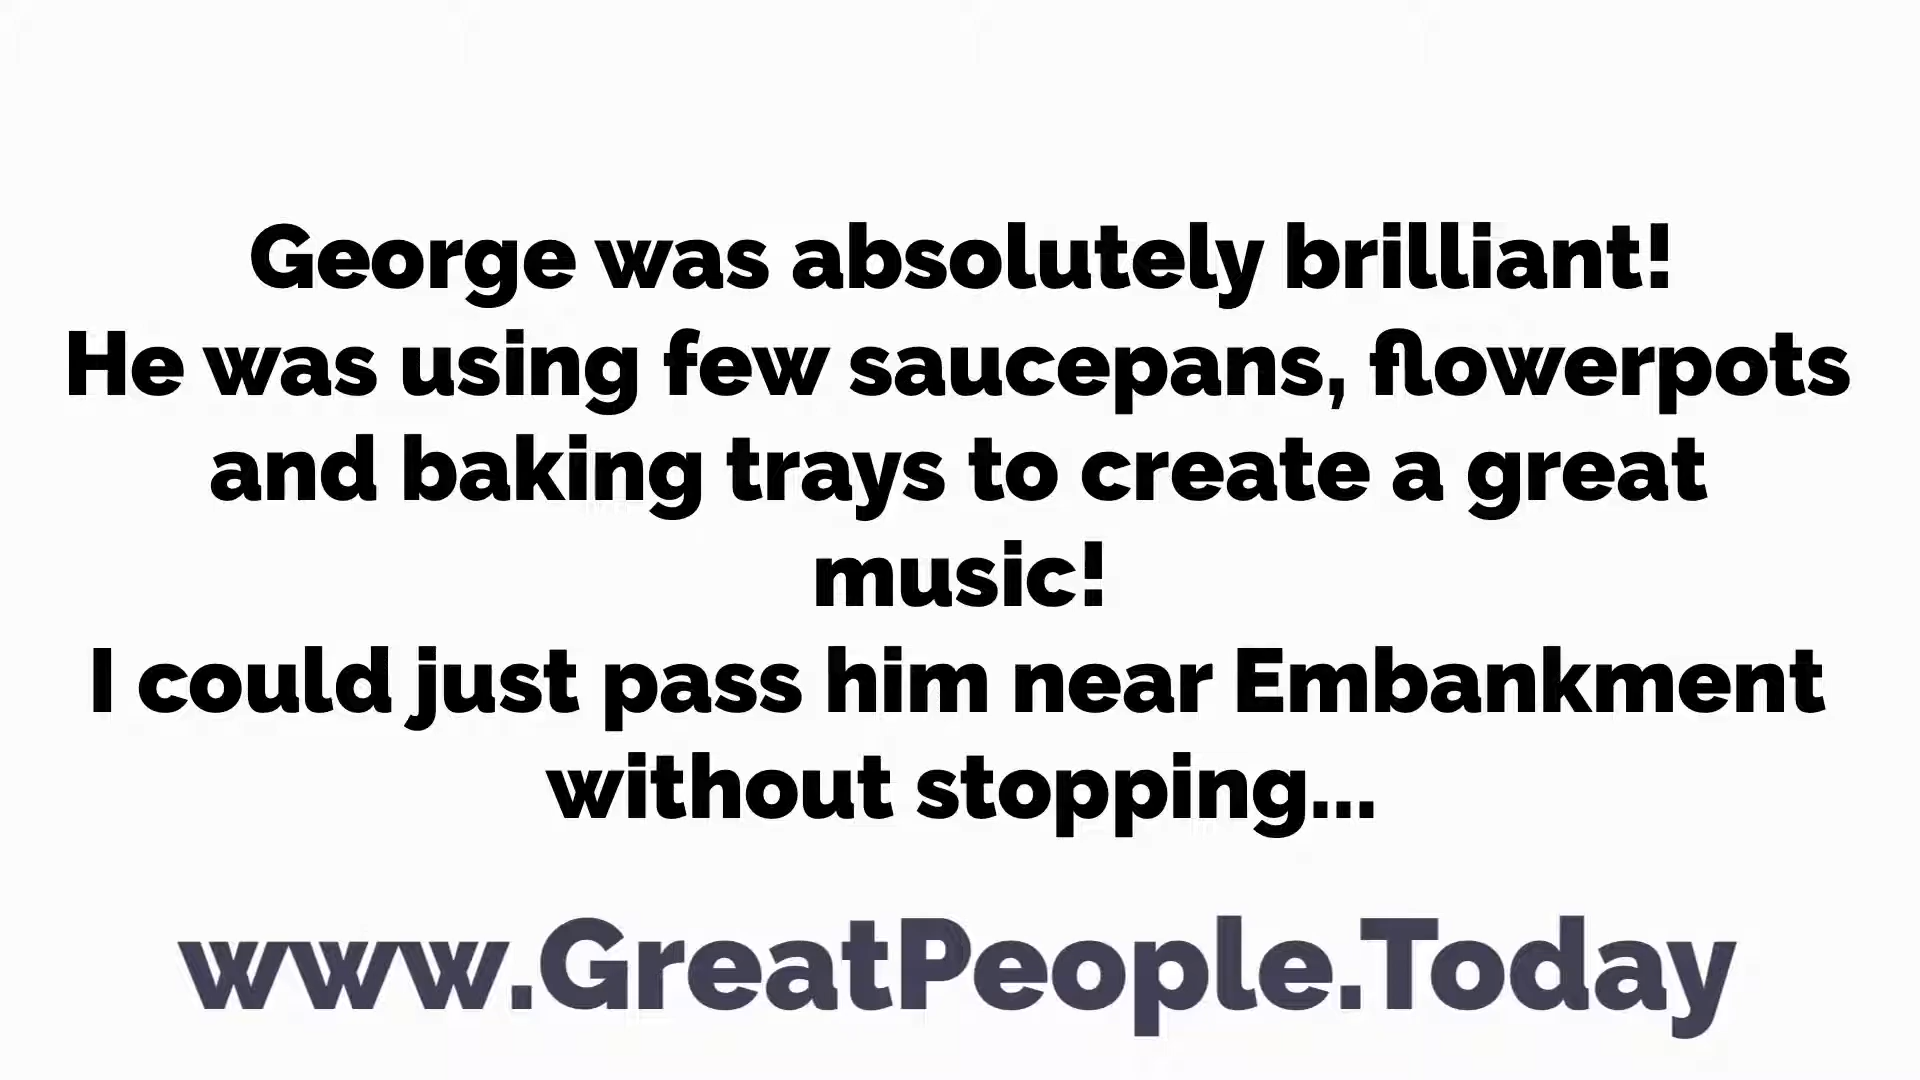 George was absolutely brilliant!
He was using few saucepans, flowerpots
and baking trays to create a great
music!
I could just pass him near Embankment
without stopping...
www.GreatPeople.Today